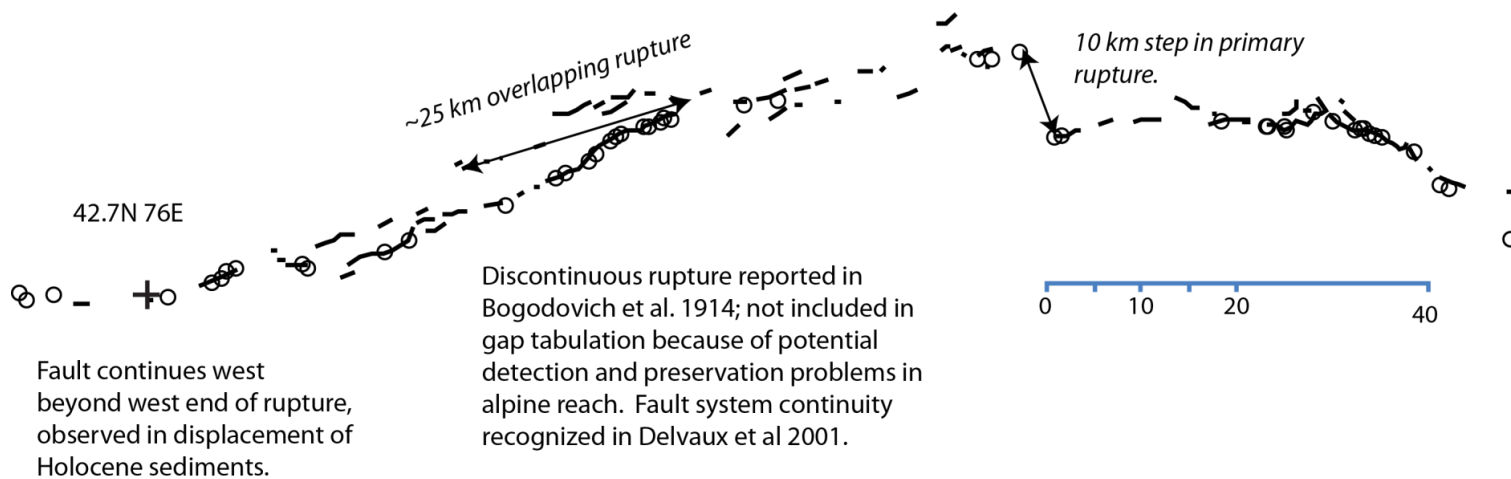 ~25 km overlapping rupture
10 km step in primary
rupture.
42.7N 76E
Discontinuous rupture reported in
Bogodovich et al. 1914; not included in
gap tabulation because of potential
detection and preservation problems in
alpine reach.  Fault system continuity
recognized in Delvaux et al 2001.
0 10 20 40
Fault continues west
beyond west end of rupture,
observed in displacement of
Holocene sediments.